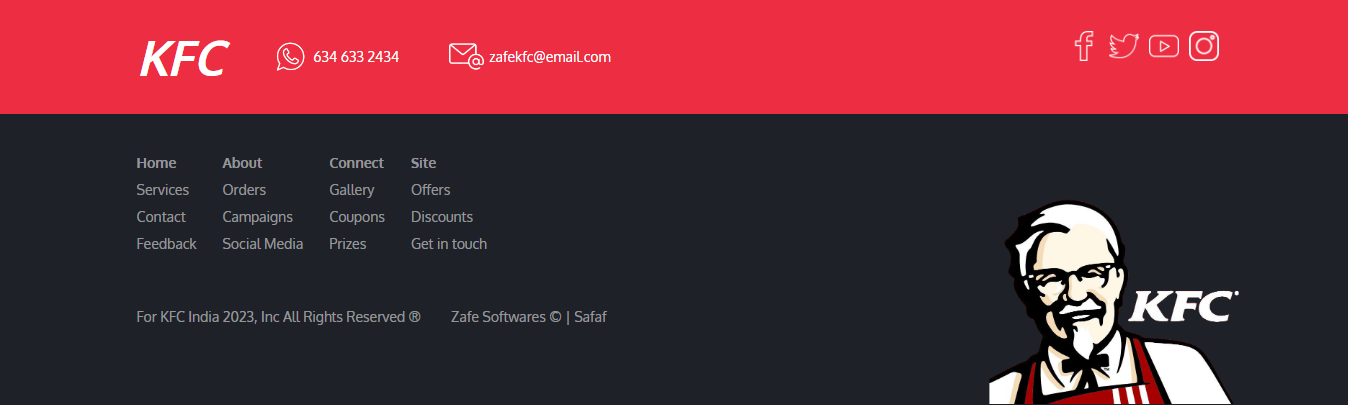 KFC 634 633 2434 zafekfc@email.com
Home About Connect Site
Services Orders Gallery Offers
Contact Campaigns Coupons Discounts
Feedback Social Media Prizes Get in touch
KFC
For KFC India 2023, Inc All Rights Reserved ® Zafe Softwares © | Safaf